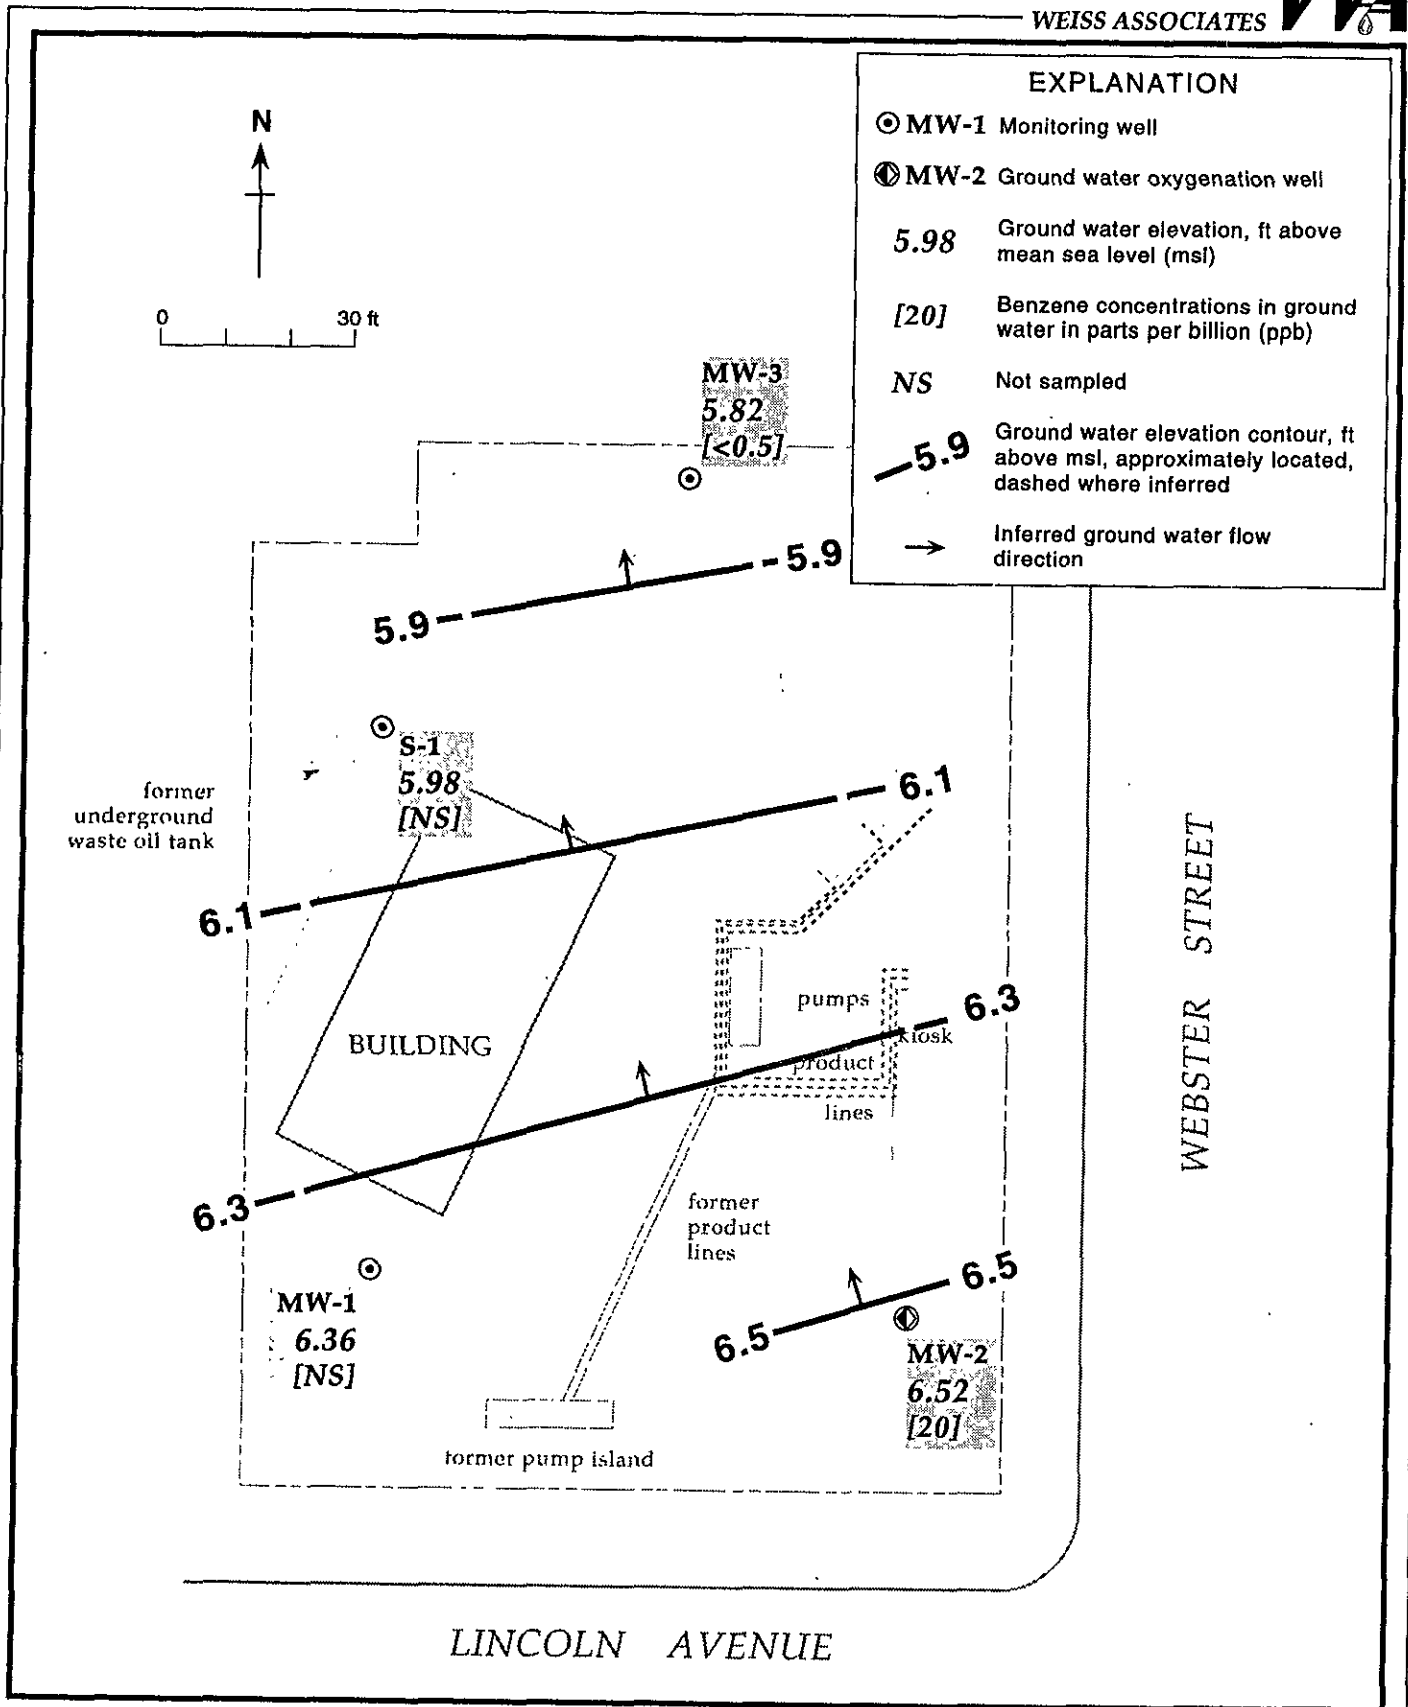 WEISS ASSOCIATES
EXPLANATION
MW-1 Monitoring well
MW-2 Ground water oxygenation well
5.98 Ground water elevation, ft above
mean sea level (msl)
[20] Benzene concentrations in ground
water in parts per billion (ppb)
NS Not sampled
5.9 Ground water elevation contour, ft
above msl, approximately located,
dashed where inferred
Inferred ground water flow
direction
N
0 30 ft
MW-3
5.82
[<0.5]
5.9
5.9
S-1
5.98
[NS]
former
underground
waste oil tank
6.1
6.1
pumps
6.3
kiosk
product
lines
BUILDING
6.3
former
product
lines
MW-1
6.36
[NS]
6.5
6.5
MW-2
6.52
[20]
former pump island
WEBSTER STREET
LINCOLN AVENUE